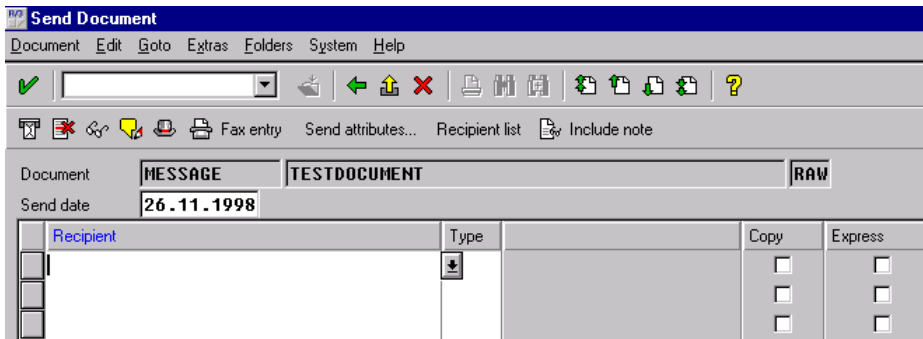 R/3 Send Document
Document Edit Goto Extras Folders System Help
Fax entry Send attributes... Recipient list Include note
Document MESSAGE TESTDOCUMENT RAW
Send date 26.11.1998
Recipient Type Copy Express